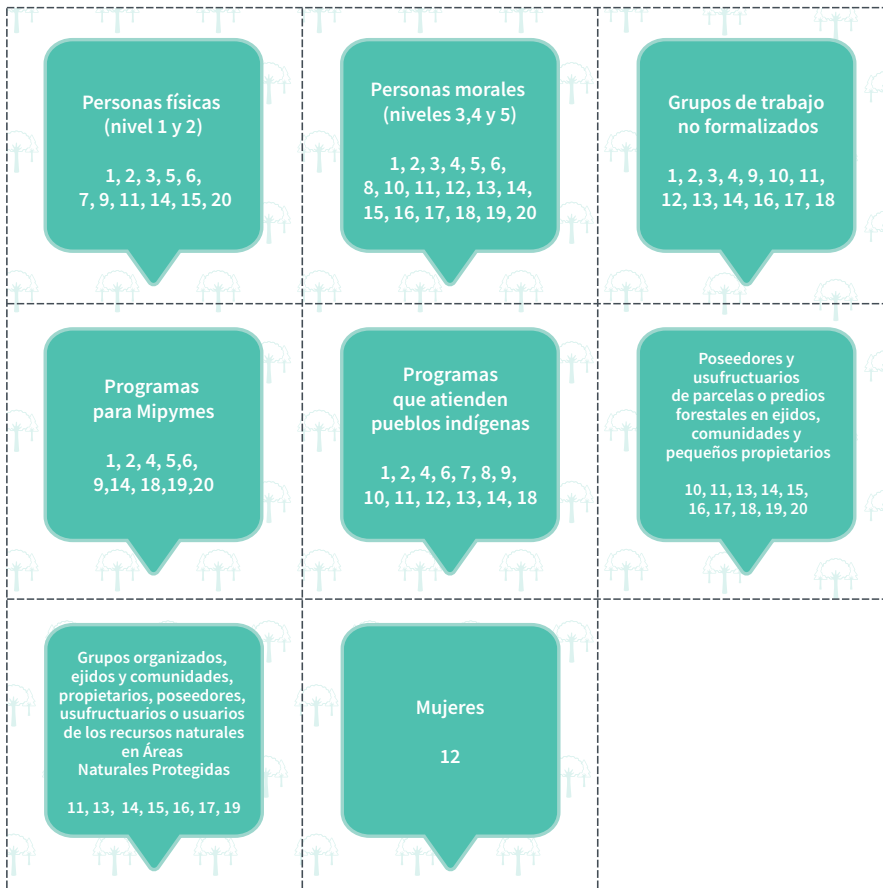 Personas físicas
(nivel 1 y 2)
1, 2, 3, 5, 6,
7, 9, 11, 14, 15, 20
Personas morales
(niveles 3,4 y 5)
1, 2, 3, 4, 5, 6,
8, 10, 11, 12, 13, 14,
15, 16, 17, 18, 19, 20
Grupos de trabajo
no formalizados
1, 2, 3, 4, 9, 10, 11,
12, 13, 14, 16, 17, 18
Programas
para Mipymes
1, 2, 4, 5,6,
9,14, 18,19,20
Programas
que atienden
pueblos indígenas
1, 2, 4, 6, 7, 8, 9,
10, 11, 12, 13, 14, 18
Poseedores y
usufructuarios
de parcelas o predios
forestales en ejidos,
comunidades y
pequeños propietarios
10, 11, 13, 14, 15,
16, 17, 18, 19, 20
Grupos organizados,
ejidos y comunidades,
propietarios, poseedores,
usufructuarios o usuarios
de los recursos naturales
en Áreas
Naturales Protegidas
11, 13, 14, 15, 16, 17, 19
Mujeres
12